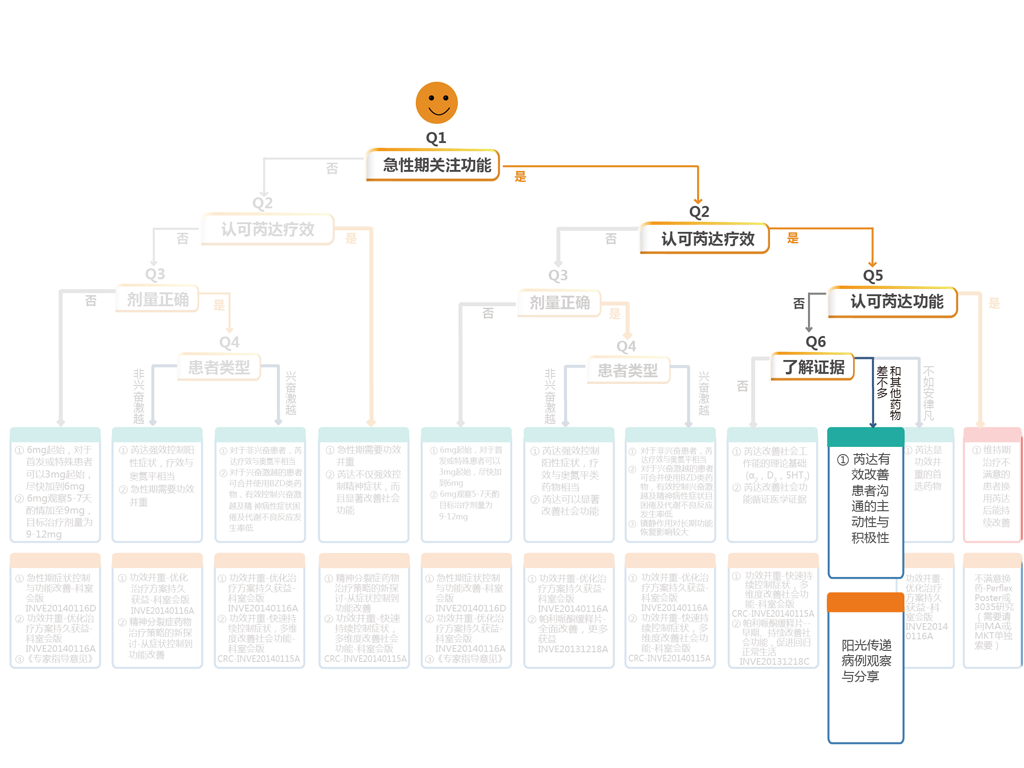 Q1
急性期关注功能
否
是
Q2
认可芮达疗效
否
是
Q2
认可芮达疗效
否
是
Q3
剂量正确
否
是
Q3
剂量正确
否
是
Q5
认可芮达功能
否
是
Q4
患者类型
非兴奋激越
兴奋激越
Q4
患者类型
非兴奋激越
兴奋激越
Q6
了解证据
否
和其他药物
差不多
不如安律凡
① 6mg起始，对于
首发或特殊患者
可以3mg起始，
尽快加到6mg
② 6mg观察5-7天
酌情加至9mg，
目标治疗剂量为
9-12mg
① 芮达强效控制阳
性症状，疗效与
奥氮平相当
② 急性期需要功效
并重
① 对于非兴奋患者，芮
达疗效与奥氮平相当
② 对于兴奋激越的患者
可合并使用BZD类药
物，有效控制兴奋激
越及精 神病性症状目
困倦及代谢不良反应发
生率低
① 急性期需要功效
并重
② 芮达不仅强效控
制精神症状，而
且显著改善社会
功能
① 6mg起始，对于首
发或特殊患者可以
3mg起始，尽快加
到6mg
② 6mg观察5-7天酌
情加至9mg，
目标治疗剂量为
9-12mg
① 芮达强效控制
阳性症状，疗
效与奥氮平类
药物相当
② 芮达可以显著
改善社会功能
① 对于非兴奋患者，芮
达疗效与奥氮平相当
② 对于兴奋激越的患者
可合并使用BZD类药
物，有效控制兴奋激
越及精神病性症状目
困倦及代谢不良反应发
生率低
③ 镇静作用时长期功能
恢复影响较大
① 芮达改善社会工
作能的理论基础
(α₂，D₃，5HT₇)
② 芮达改善社会功
能循证医学证据
① 芮达有
效改善
患者沟
通的主
动性与
积极性
① 芮达是
功效并
重的首
选药物
① 维持期
治疗不
满意的
患者换
用芮达
后能持
续改善
① 急性期症状控制
与功能改善-科室
会版
INVE20140116D
② 功效并重-优化治
疗方案持久获益-
科室会版
INVE20140116A
③《专家指导意见》
① 功效并重-优化
治疗方案持久
获益-科室会版
INVE20140116A
② 精神分裂症药物
治疗策略的新探
讨-从症状控制到
功能改善
① 功效并重-优化治
疗方案持久获益-
科室会版
INVE20140116A
② 功效并重-快速持
续控制症状，多维
度改善社会功能-
科室会版
CRC-INVE20140115A
① 精神分裂症药物
治疗策略的新探
讨-从症状控制到
功能改善
② 功效并重-快速
持续控制症状，
多维度改善社会
功能-科室会版
CRC-INVE20140115A
① 急性期症状控制
与功能改善-科室
会版
INVE20140116D
② 功效并重-优化治
疗方案持久获益-
科室会版
INVE20140116A
③《专家指导意见》
① 功效并重-优化治
疗方案持久获益-
科室会版
INVE20140116A
② 帕利哌酮缓释片-
全面改善，更多
获益
INVE20131218A
① 功效并重-优化治
疗方案持久获益-
科室会版
INVE20140116A
② 功效并重-快速持
续控制症状，多
维度改善社会功
能-科室会版
CRC-INVE20140115A
① 功效并重-快速持
续控制症状，多
维度改善社会功
能-科室会版
CRC-INVE20140115A
② 帕利哌酮缓释片--
早期、持续改善社
会功能，促进回归
正常生活
INVE20131218C
阳光传递
病例观察
与分享
功效并重-
优化治疗
方案持久
获益-科
室会版
INVE2014
0116A
不满意换
药-Perflex
Poster或
3035研究
（需要请
问MA或
MKT单独
索要）